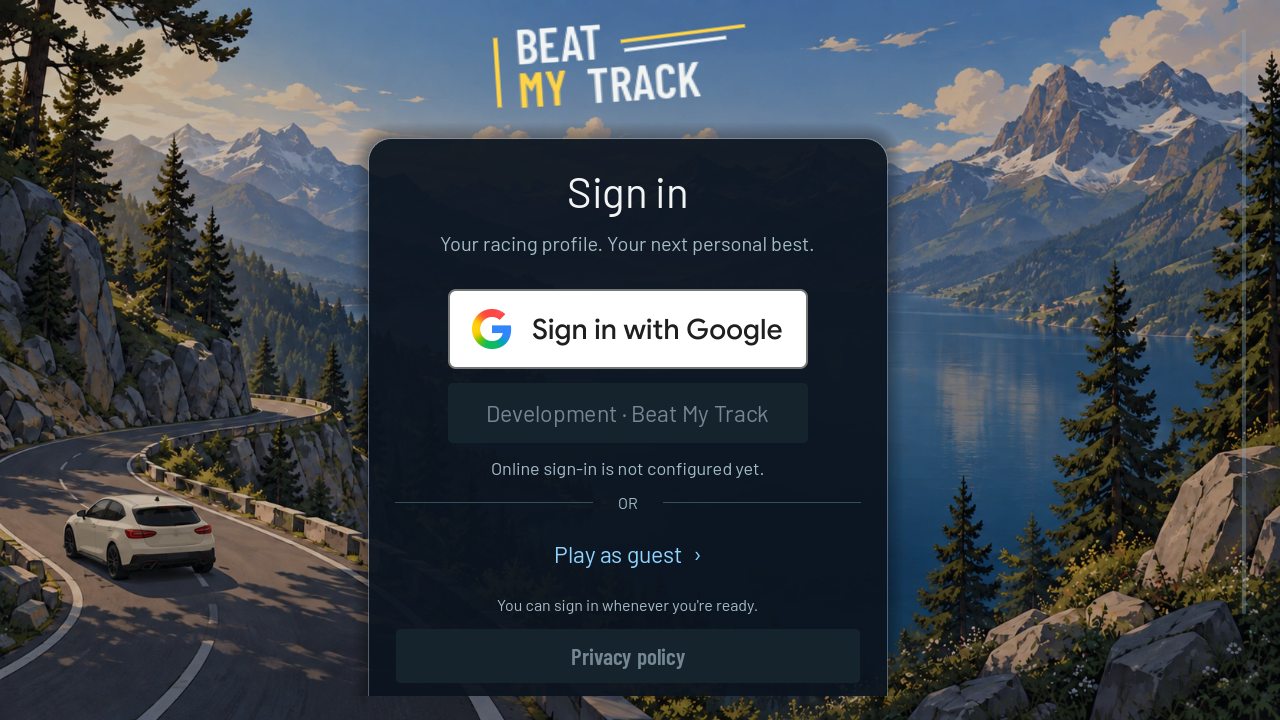 BEAT
MY TRACK
Sign in
Your racing profile. Your next personal best.
Sign in with Google
Development · Beat My Track
Online sign-in is not configured yet.
OR
Play as guest ›
You can sign in whenever you're ready.
Privacy policy